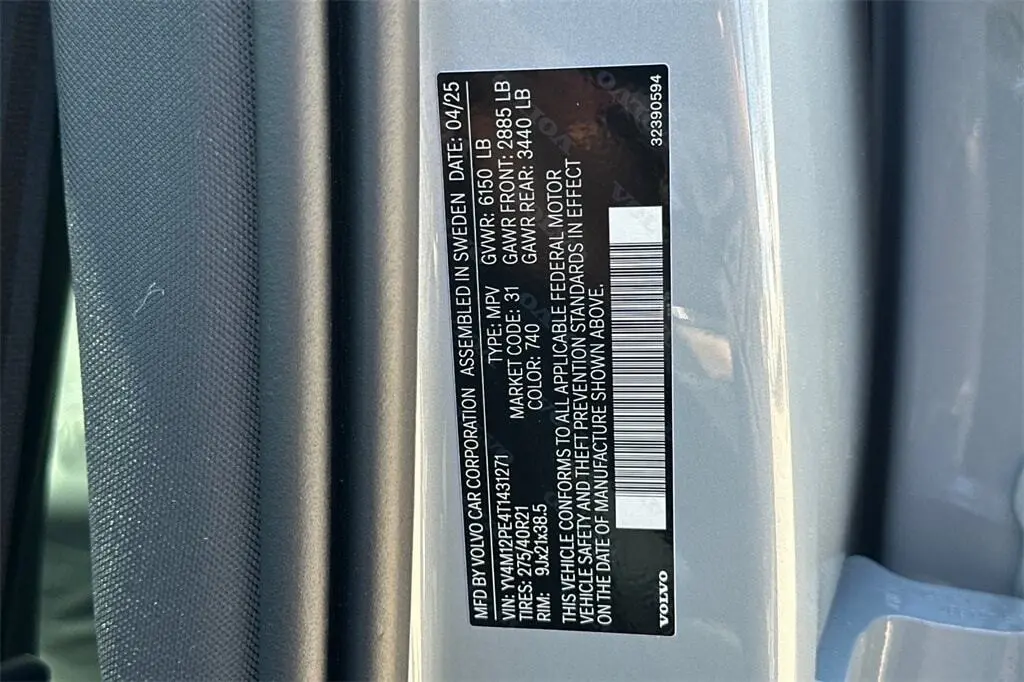 MFD BY VOLVO CAR CORPORATION ASSEMBLED IN SWEDEN DATE: 04/25
VIN: YV4M12PE4T1431271 TYPE: MPV GVWR: 6150 LB
TIRES: 275/40R21 MARKET CODE: 31 GAWR FRONT: 2885 LB
RIM: 9Jx21x38.5 COLOR: 740 GAWR REAR: 3440 LB
THIS VEHICLE CONFORMS TO ALL APPLICABLE FEDERAL MOTOR
VEHICLE SAFETY AND THEFT PREVENTION STANDARDS IN EFFECT
ON THE DATE OF MANUFACTURE SHOWN ABOVE.
VOLVO 32390594